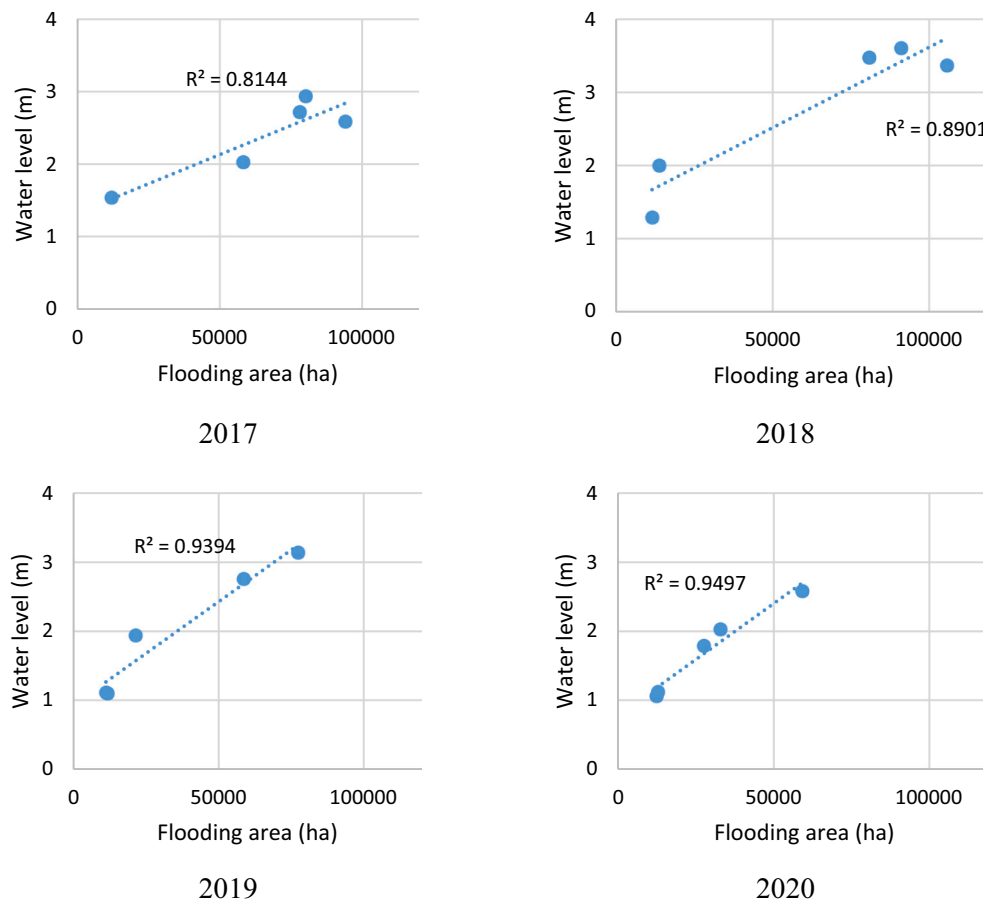 4
3
2
1
0
Water level (m)
R² = 0.8144
0 50000 100000
Flooding area (ha)
2017
4
3
2
1
0
Water level (m)
R² = 0.8901
0 50000 100000
Flooding area (ha)
2018
4
3
2
1
0
Water level (m)
R² = 0.9394
0 50000 100000
Flooding area (ha)
2019
4
3
2
1
0
Water level (m)
R² = 0.9497
0 50000 100000
Flooding area (ha)
2020